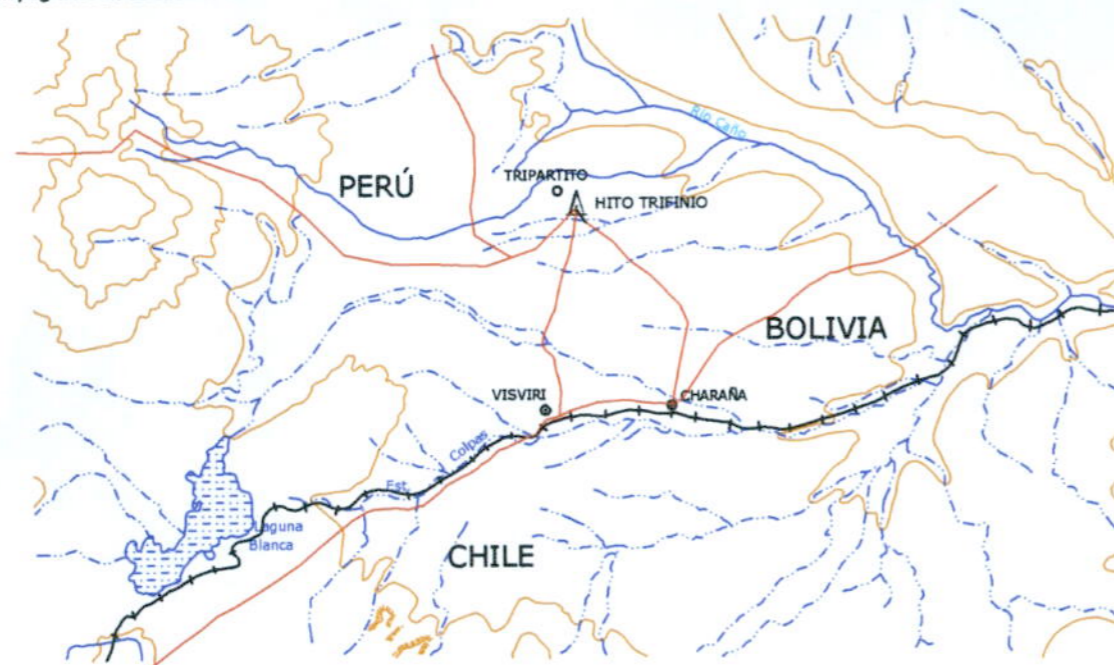 Río Caño
PERÚ
TRIPARTITO
HITO TRIFINIO
BOLIVIA
VISVIRI
CHARAÑA
Colpas
Est.
Laguna
Blanca
CHILE